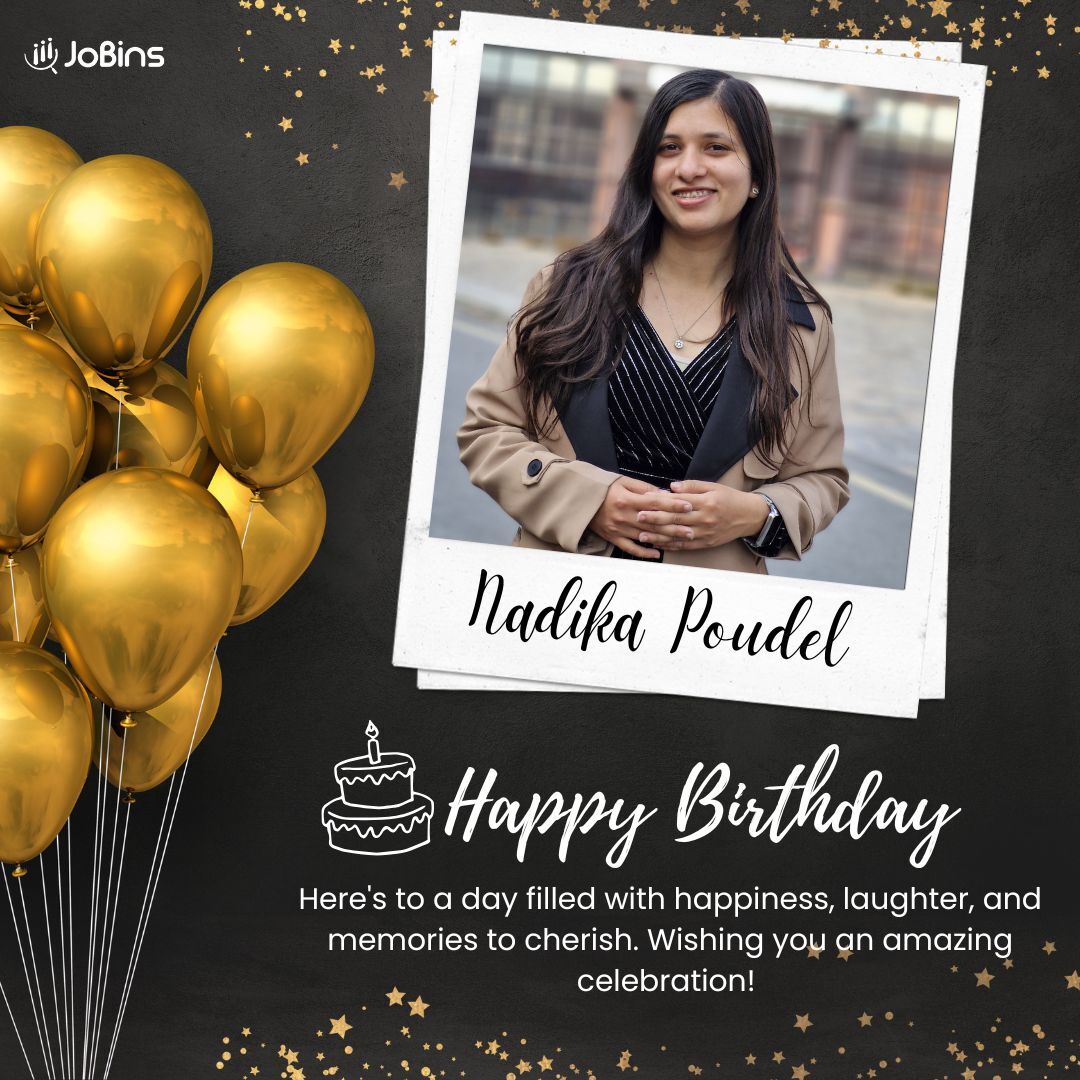 JoBins
Nadika Poudel
Happy Birthday
Here's to a day filled with happiness, laughter, and
memories to cherish. Wishing you an amazing
celebration!